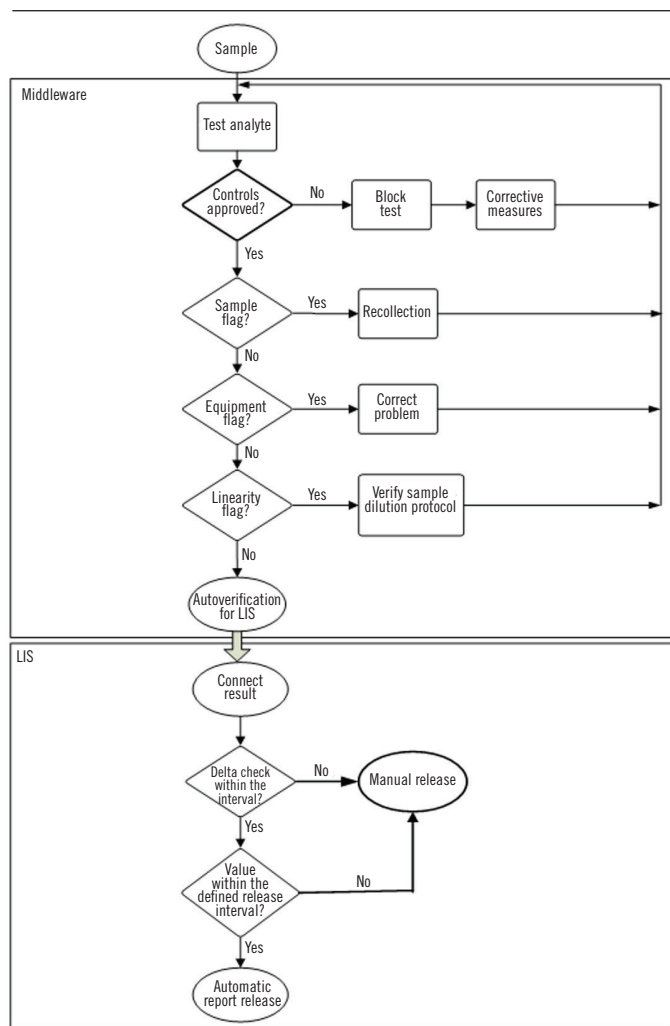 Sample
Middleware
Test analyte
Controls
approved?
No
Block
test
Corrective
measures
Yes
Sample
flag?
Yes
Recollection
No
Equipment
flag?
Yes
Correct
problem
No
Linearity
flag?
Yes
Verify sample
dilution protocol
No
Autoverification
for LIS
LIS
Connect
result
Delta check
within the
interval?
No
Manual release
Yes
Value
within the
defined release
interval?
No
Yes
Automatic
report release